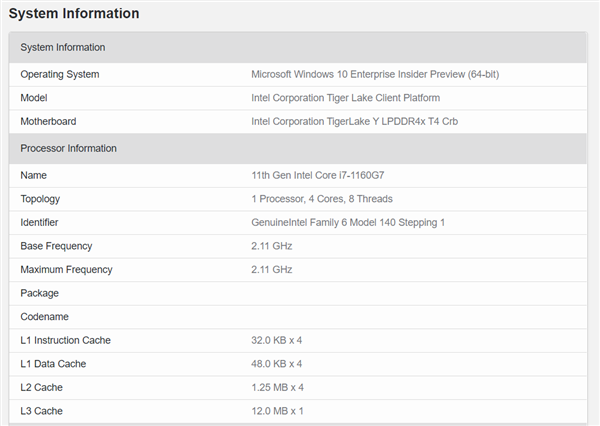 System Information
System Information
Operating System Microsoft Windows 10 Enterprise Insider Preview (64-bit)
Model Intel Corporation Tiger Lake Client Platform
Motherboard Intel Corporation TigerLake Y LPDDR4x T4 Crb
Processor Information
Name 11th Gen Intel Core i7-1160G7
Topology 1 Processor, 4 Cores, 8 Threads
Identifier GenuineIntel Family 6 Model 140 Stepping 1
Base Frequency 2.11 GHz
Maximum Frequency 2.11 GHz
Package
Codename
L1 Instruction Cache 32.0 KB x 4
L1 Data Cache 48.0 KB x 4
L2 Cache 1.25 MB x 4
L3 Cache 12.0 MB x 1